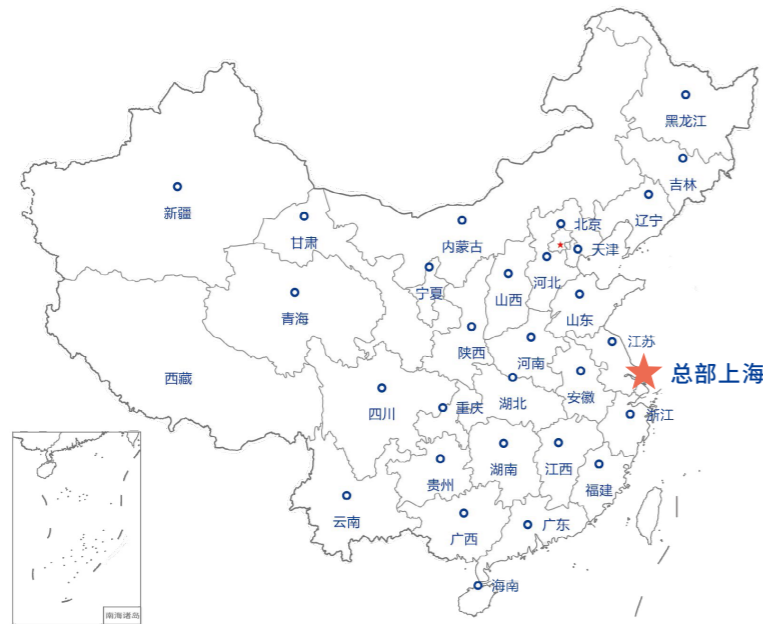 黑龙江
吉林
新疆
辽宁
北京
甘肃
内蒙古
天津
河北
宁夏
山西
青海
山东
江苏
陕西
河南
总部上海
西藏
安徽
湖北
重庆
四川
浙江
湖南
江西
贵州
福建
云南
广东
广西
海南
南海诸岛